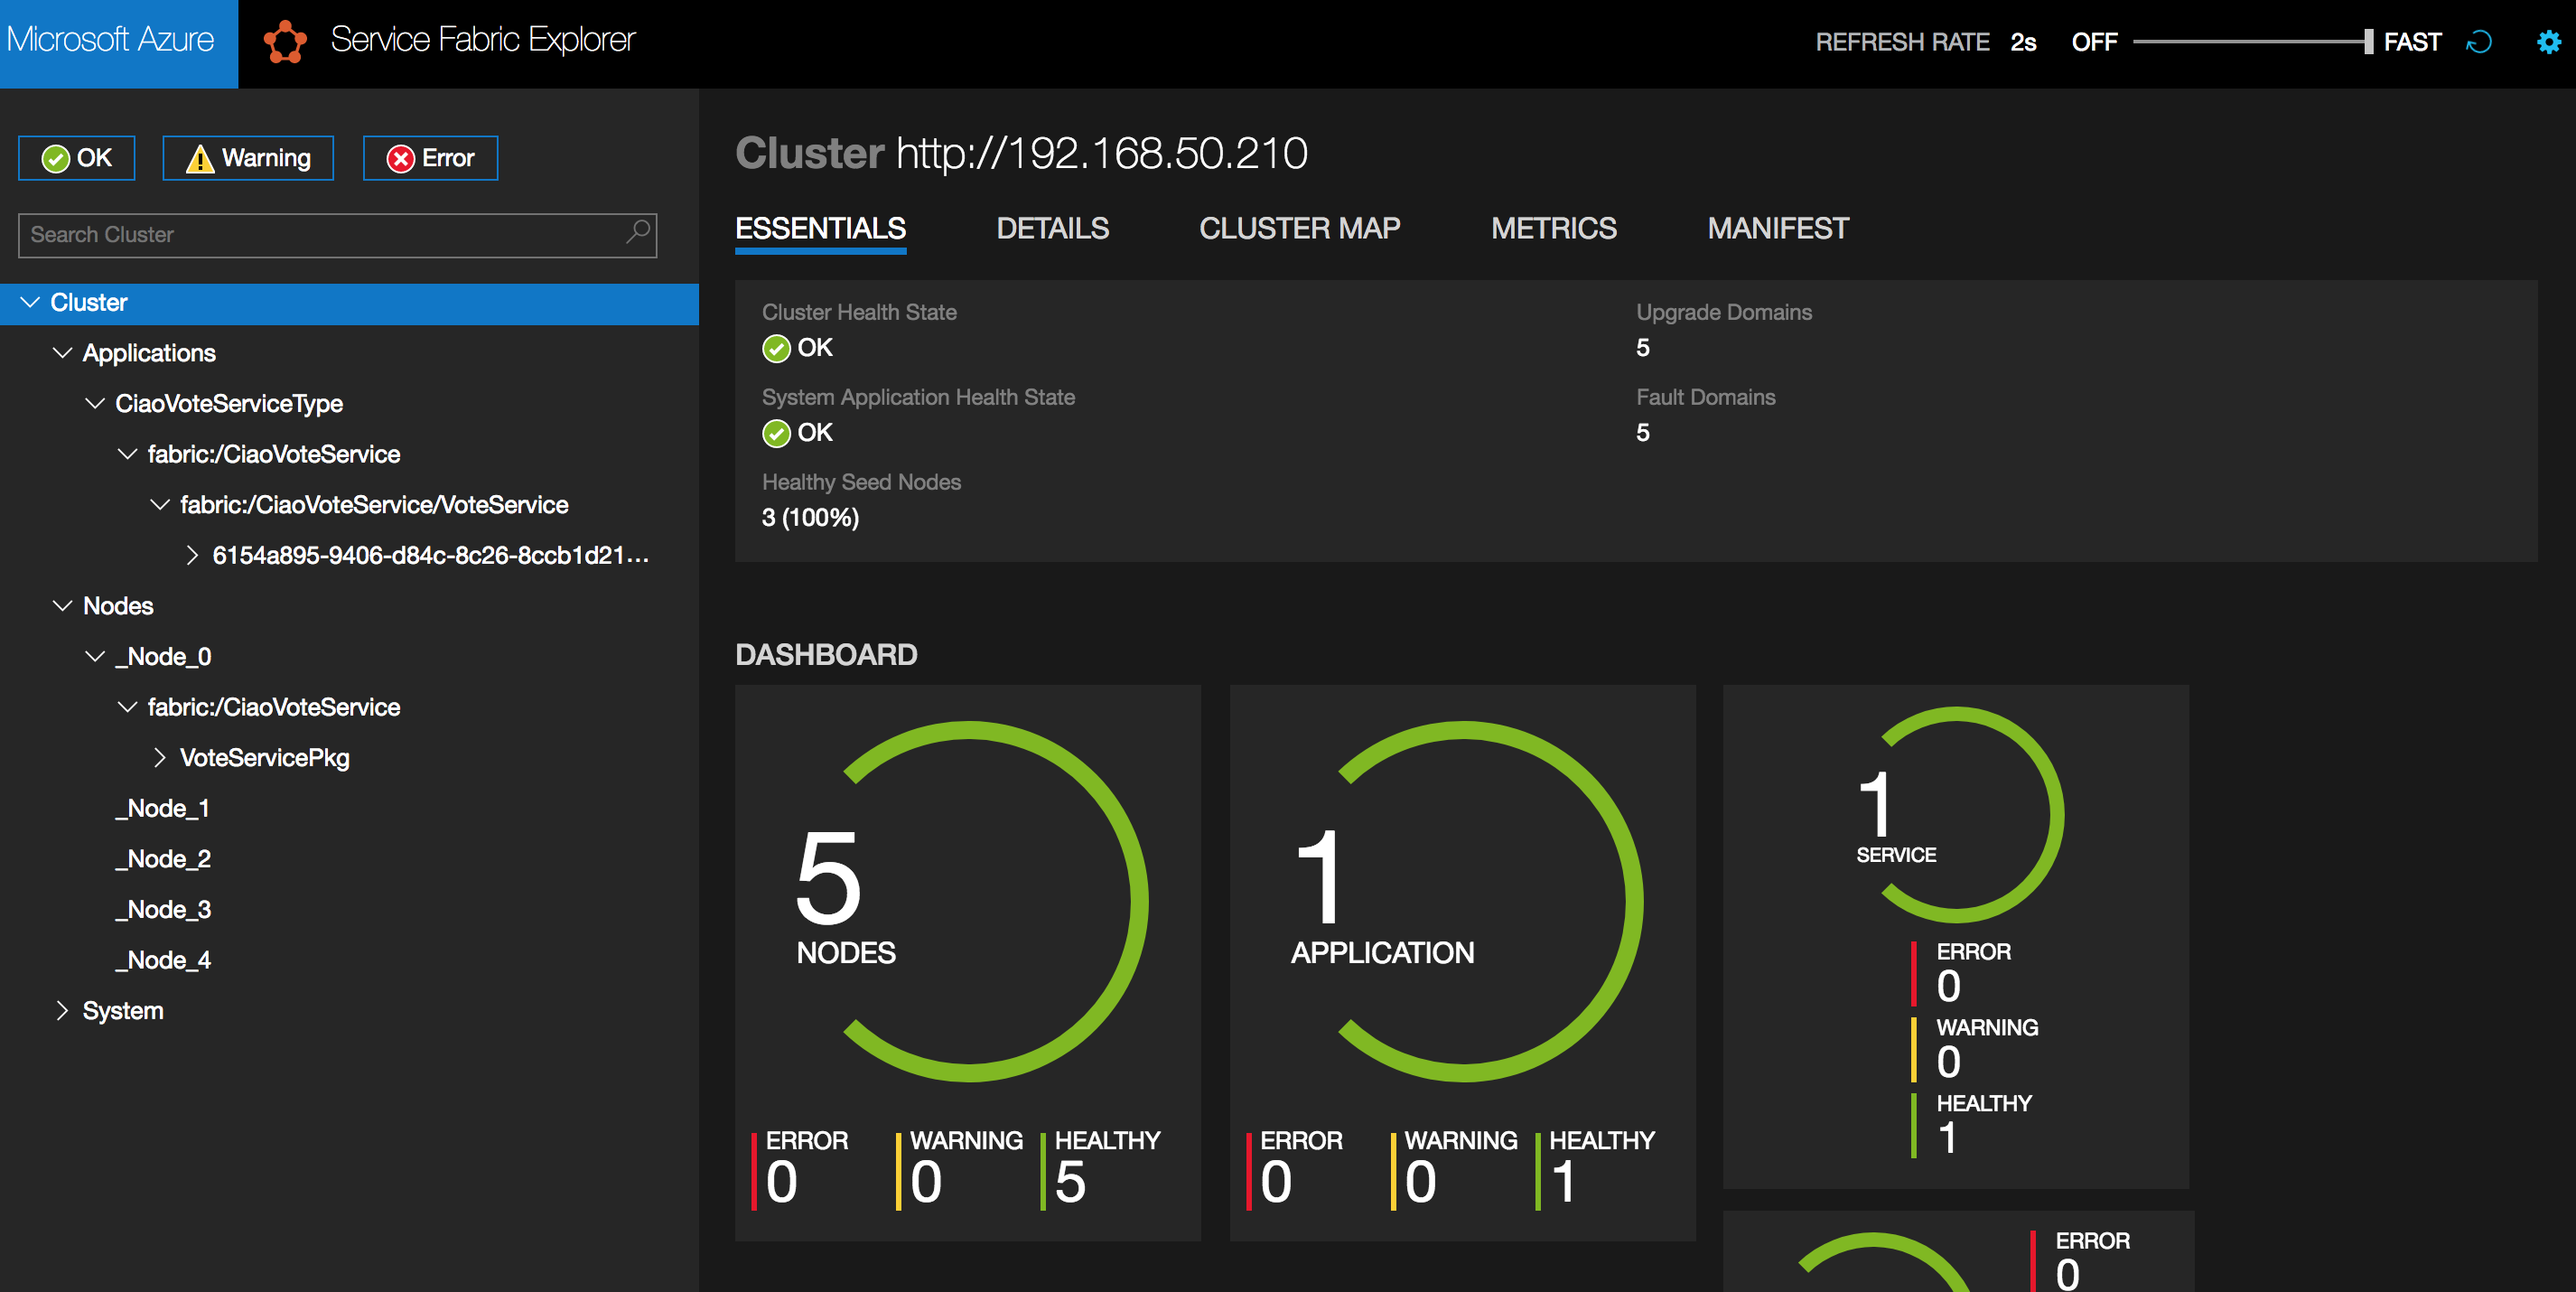 Microsoft Azure
Service Fabric Explorer
REFRESH RATE 2s OFF FAST
OK
Warning
Error
Search Cluster
Cluster
Applications
CiaoVoteServiceType
fabric:/CiaoVoteService
fabric:/CiaoVoteService/VoteService
6154a895-9406-d84c-8c26-8ccb1d21...
Nodes
_Node_0
fabric:/CiaoVoteService
VoteServicePkg
_Node_1
_Node_2
_Node_3
_Node_4
System
Cluster http://192.168.50.210
ESSENTIALS DETAILS CLUSTER MAP METRICS MANIFEST
Cluster Health State
OK
System Application Health State
OK
Healthy Seed Nodes
3 (100%)
Upgrade Domains
5
Fault Domains
5
DASHBOARD
5
NODES
ERROR WARNING HEALTHY
0 0 5
1
APPLICATION
ERROR WARNING HEALTHY
0 0 1
1
SERVICE
ERROR
0
WARNING
0
HEALTHY
1
ERROR
0